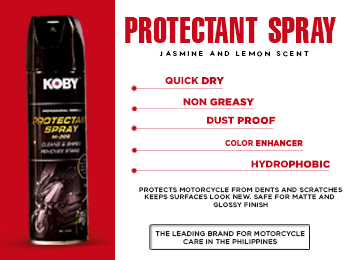 PROTECTANT SPRAY
JASMINE AND LEMON SCENT
KOBY
PROTECTANT
SPRAY
CLEANS & SHINES
REMOVES STAINS
QUICK DRY
NON GREASY
DUST PROOF
COLOR ENHANCER
HYDROPHOBIC
PROTECTS MOTORCYCLE FROM DENTS AND SCRATCHES
KEEPS SURFACES LOOK NEW. SAFE FOR MATTE AND
GLOSSY FINISH
THE LEADING BRAND FOR MOTORCYCLE
CARE IN THE PHILIPPINES